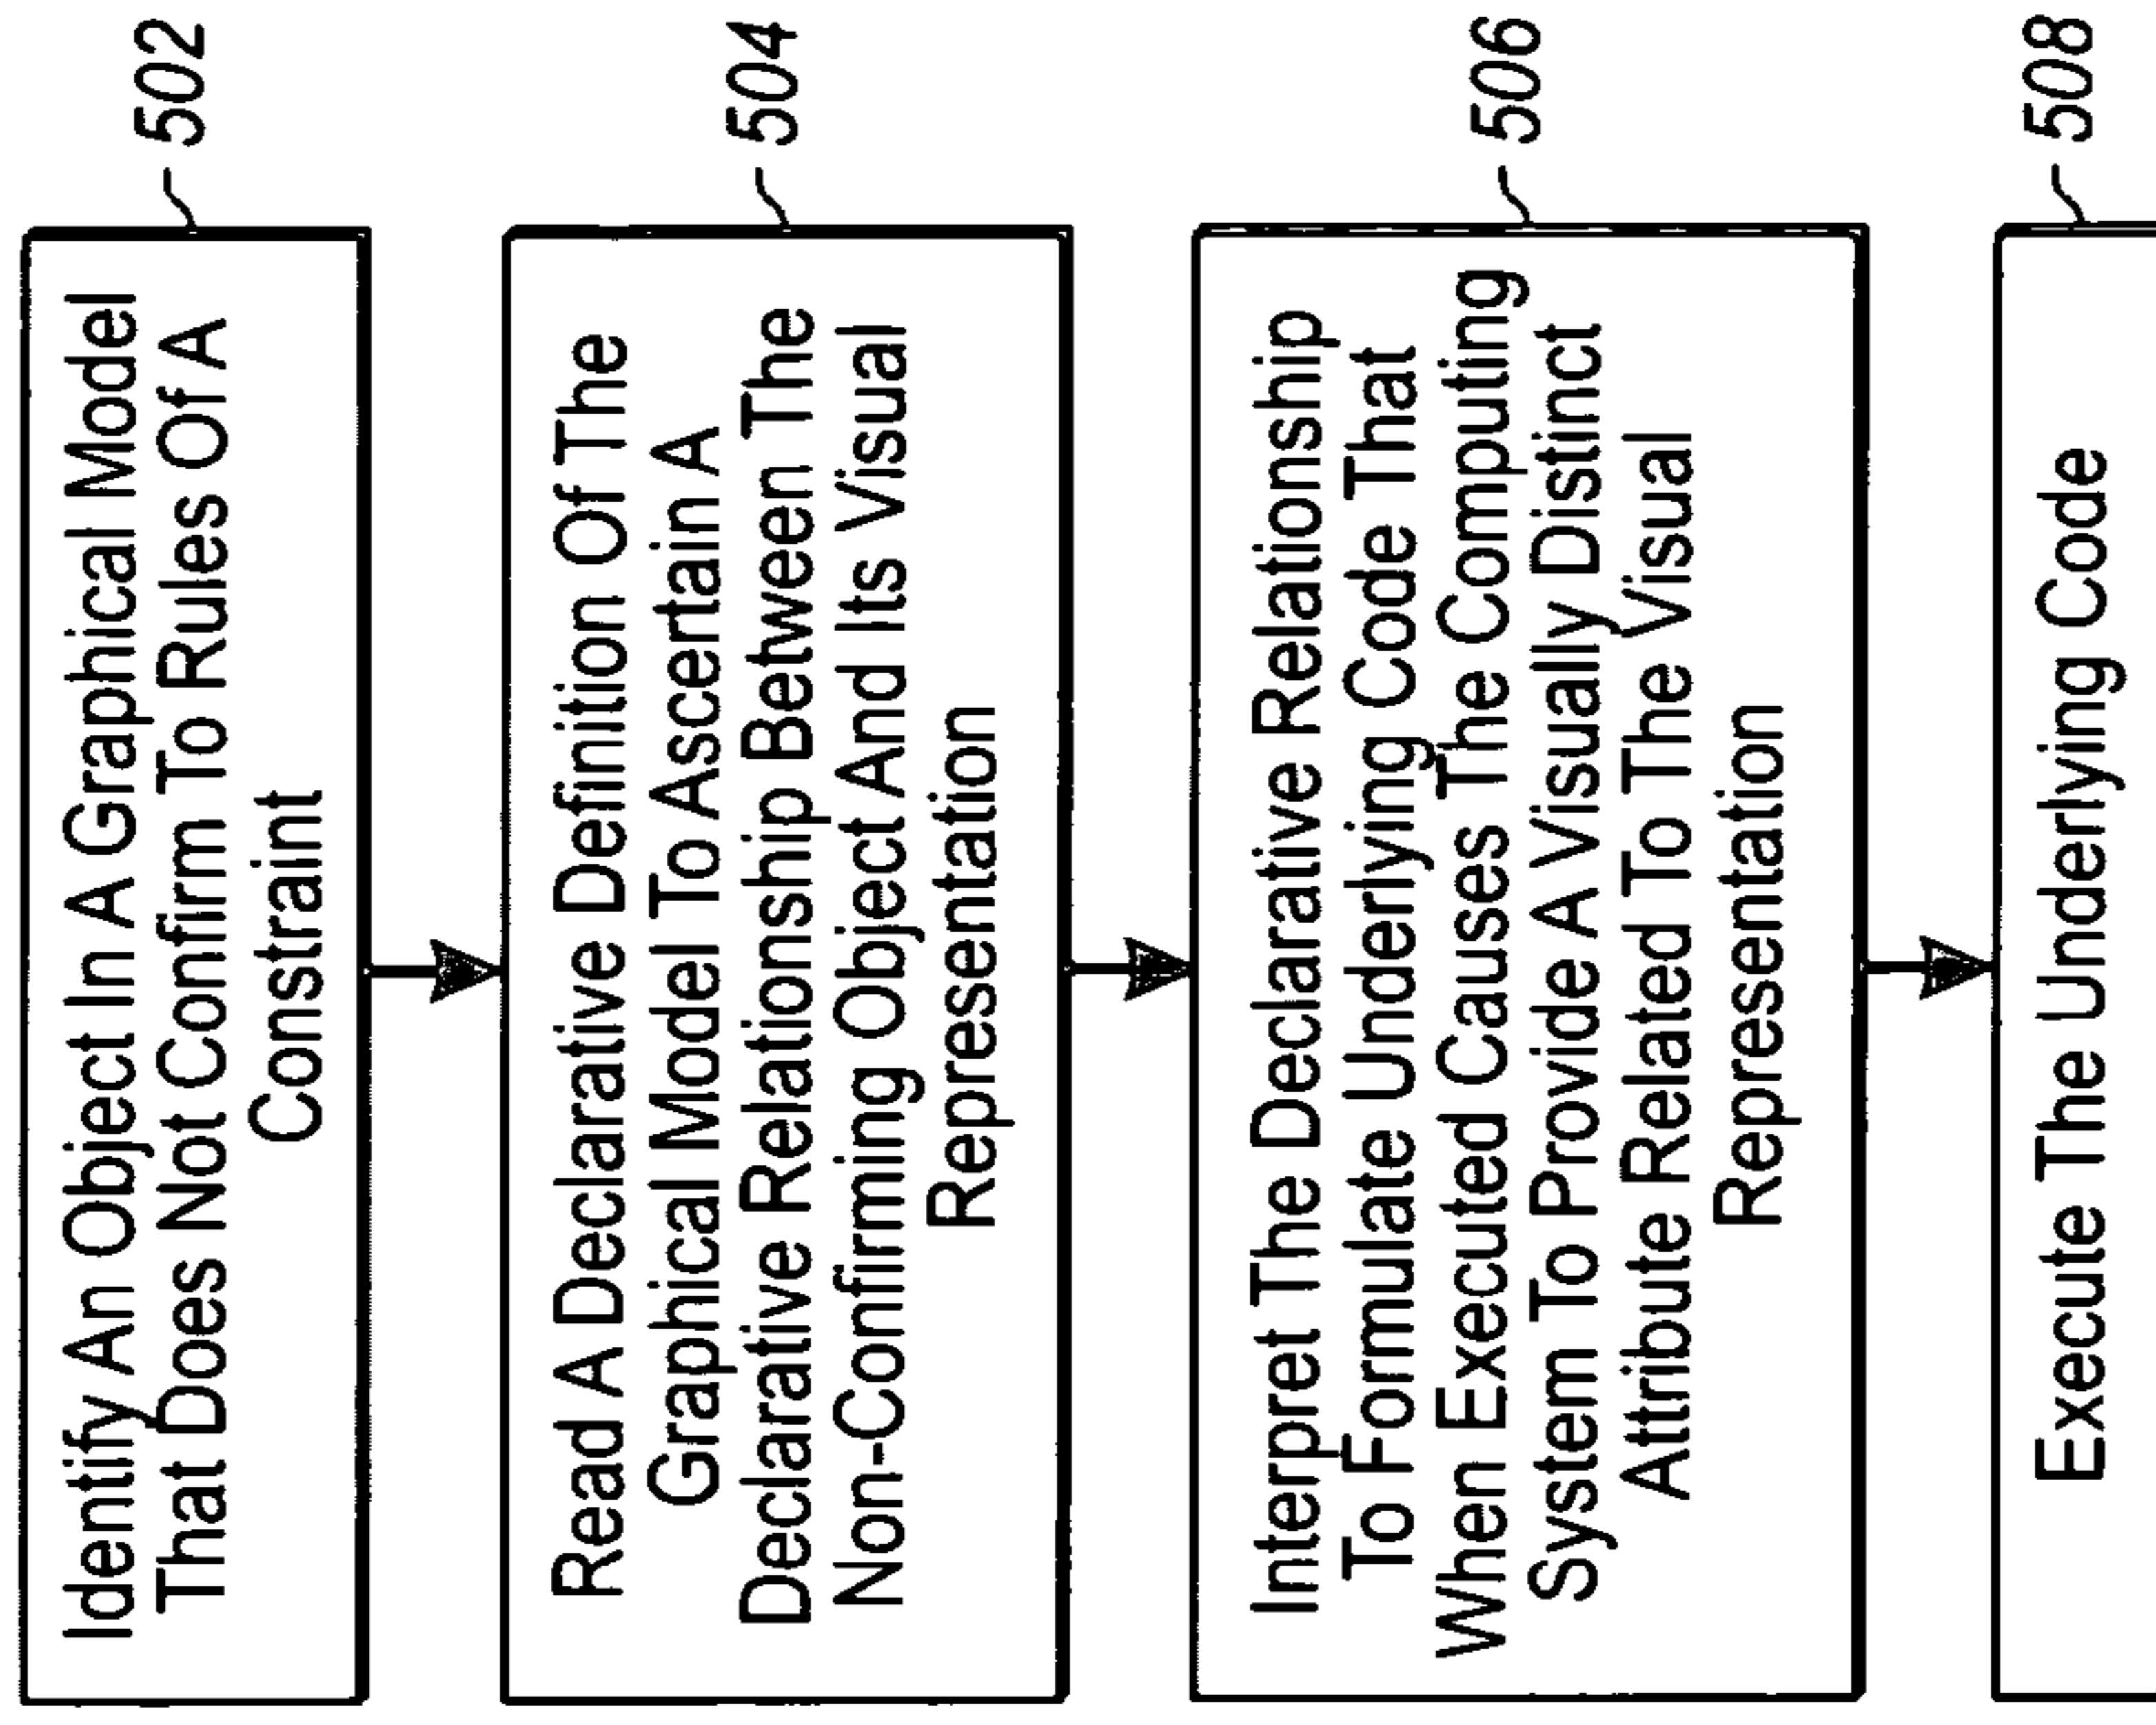 Identify An Object In A Graphical Model
That Does Not Confirm To Rules Of A
Constraint
502
Read A Declarative Definition Of The
Graphical Model To Ascertain A
Declarative Relationship Between The
Non-Confirming Object And Its Visual
Representation
504
Interpret The Declarative Relationship
To Formulate Underlying Code That
When Executed Causes The Computing
System To Provide A Visually Distinct
Attribute Related To The Visual
Representation
506
Execute The Underlying Code
508